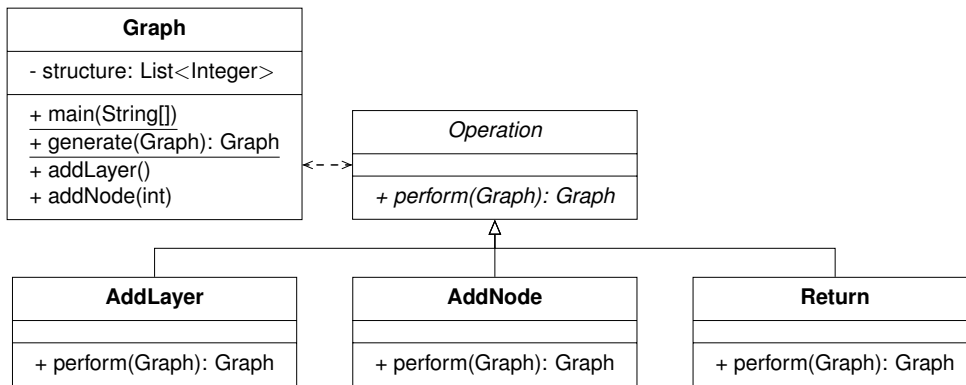 Graph
- structure: List<Integer>
+ main(String[])
+ generate(Graph): Graph
+ addLayer()
+ addNode(int)
Operation
+ perform(Graph): Graph
AddLayer
+ perform(Graph): Graph
AddNode
+ perform(Graph): Graph
Return
+ perform(Graph): Graph